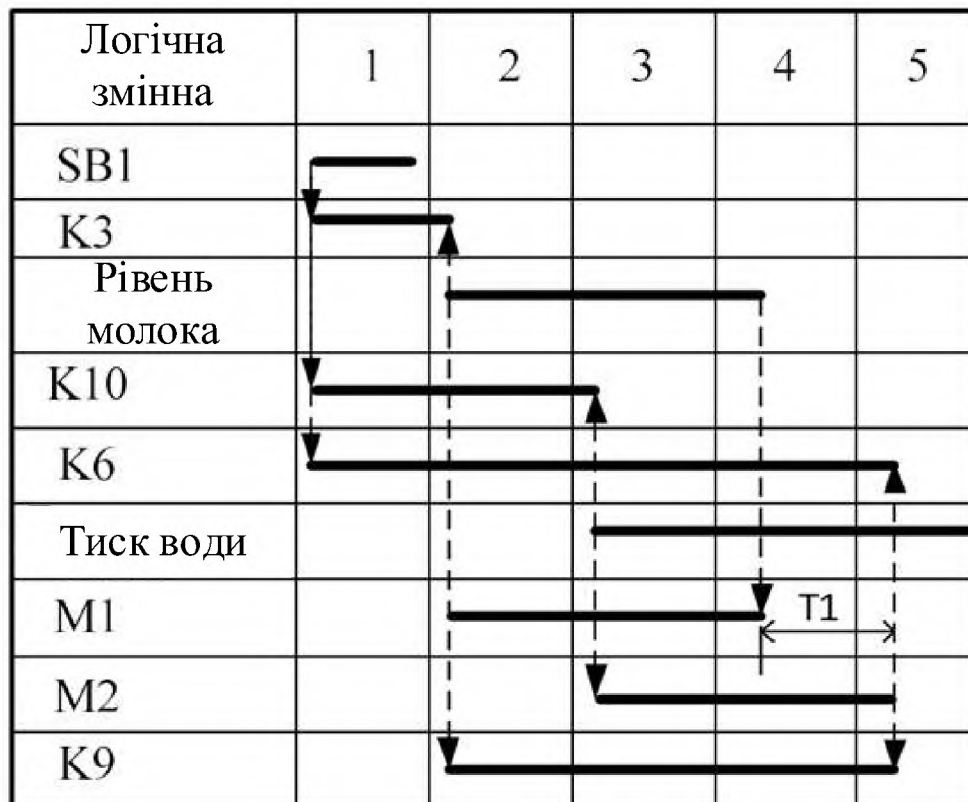 Логічна
змінна
1 2 3 4 5
SB1
K3
Рівень
молока
K10
K6
Тиск води
M1
T1
M2
K9